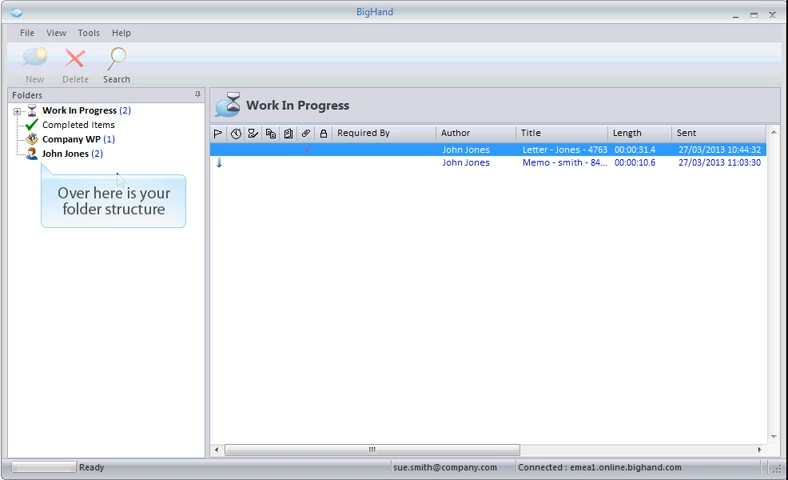 BigHand
File View Tools Help
New Delete Search
Folders
Work In Progress (2)
Completed Items
Company WP (1)
John Jones (2)
Over here is your
folder structure
Work In Progress
Required By Author Title Length Sent
John Jones Letter - Jones - 4763 00:00:31.4 27/03/2013 10:44:32
John Jones Memo - smith - 84... 00:00:10.6 27/03/2013 11:03:30
Ready sue.smith@company.com Connected : emea1.online.bighand.com